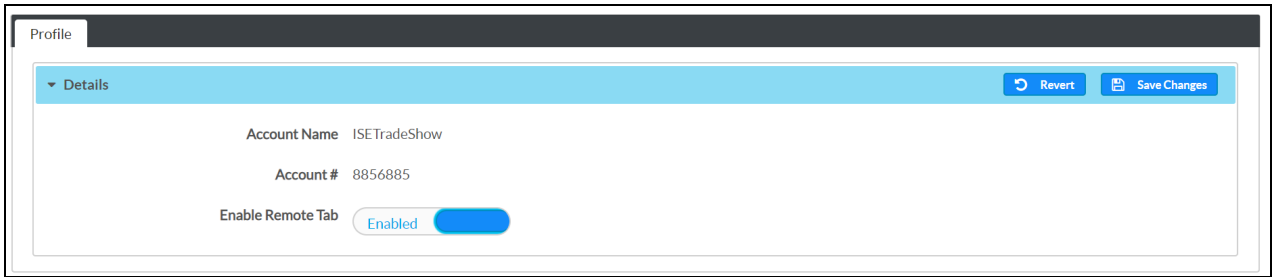 Profile
Details
Revert
Save Changes
Account Name ISETradeShow
Account # 8856885
Enable Remote Tab Enabled